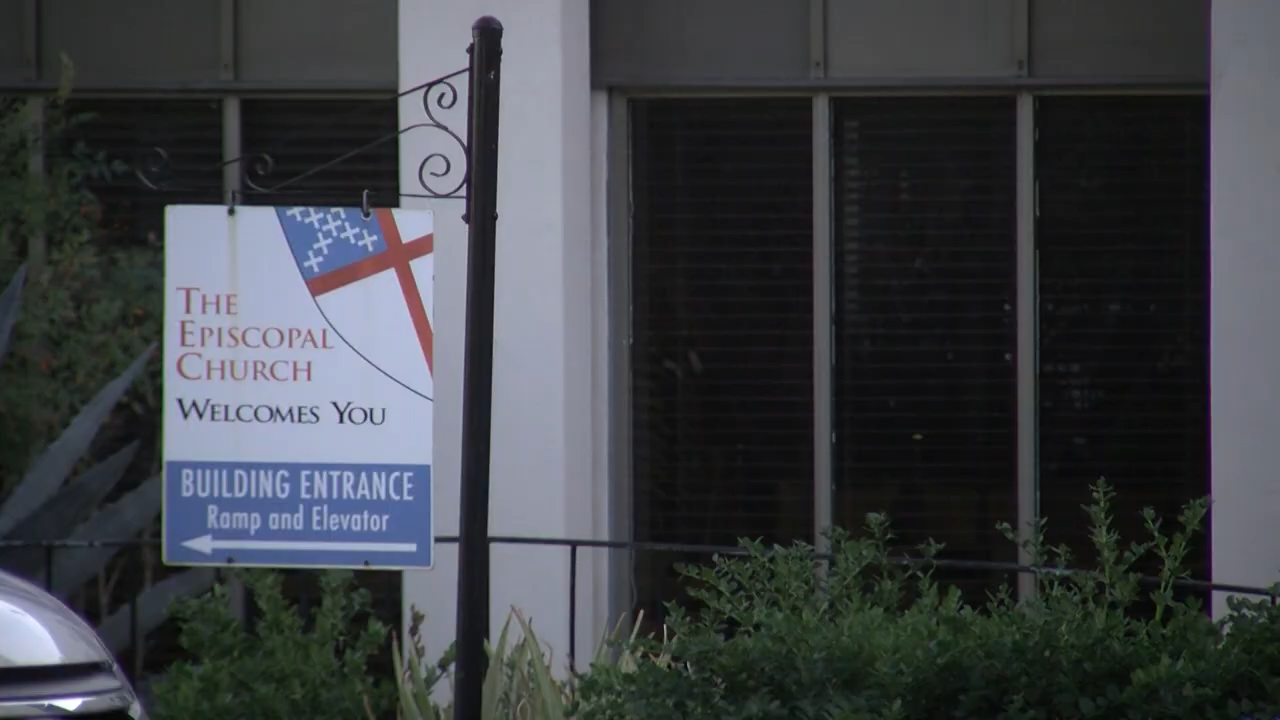 The
Episcopal
Church
Welcomes You
BUILDING ENTRANCE
Ramp and Elevator